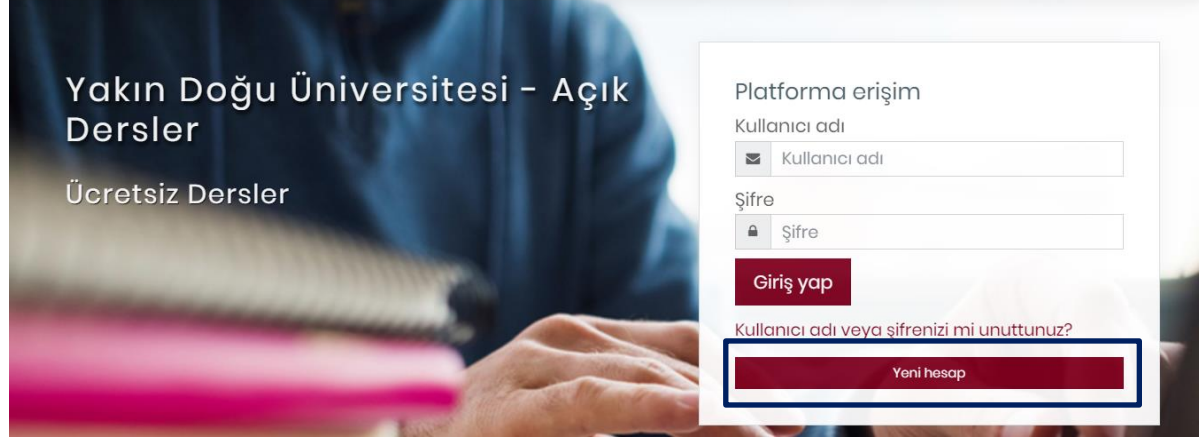 Yakın Doğu Üniversitesi - Açık
Dersler
Ücretsiz Dersler
Platforma erişim
Kullanıcı adı
Kullanıcı adı
Şifre
Şifre
Giriş yap
Kullanıcı adı veya şifrenizi mi unuttunuz?
Yeni hesap